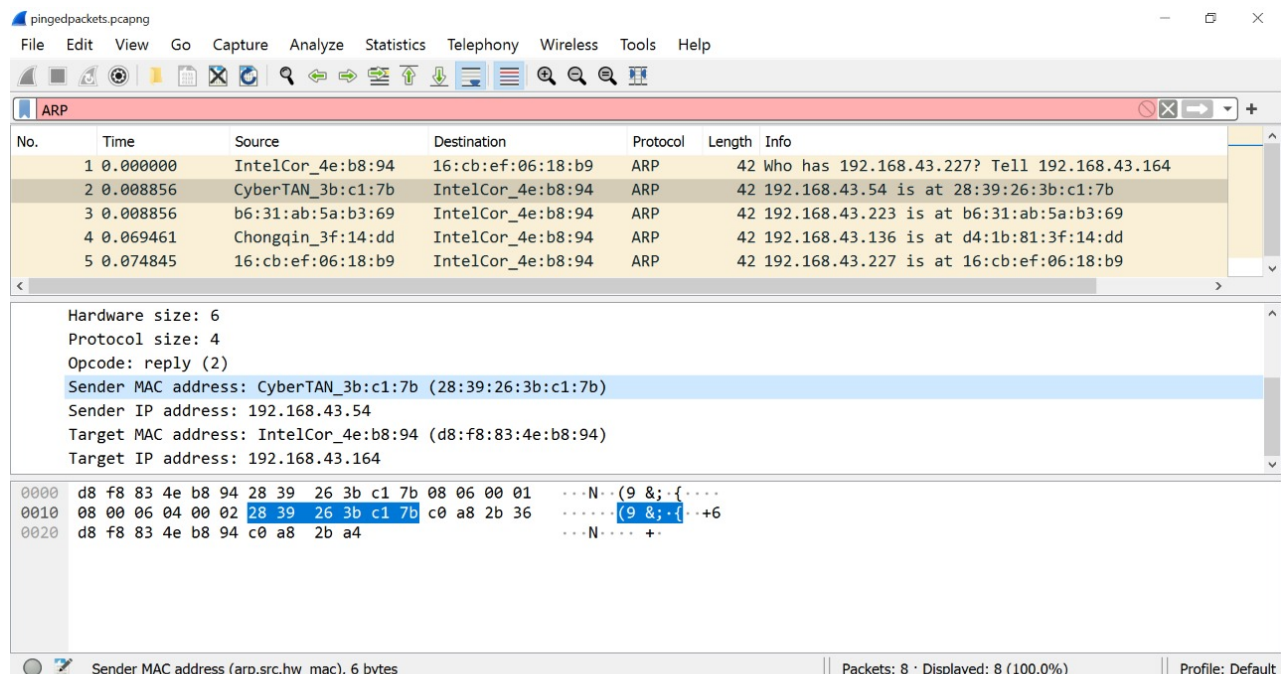 pingedpackets.pcapng
File Edit View Go Capture Analyze Statistics Telephony Wireless Tools Help
ARP
No. Time Source Destination Protocol Length Info
1 0.000000 IntelCor_4e:b8:94 16:cb:ef:06:18:b9 ARP 42 Who has 192.168.43.227? Tell 192.168.43.164
2 0.008856 CyberTAN_3b:c1:7b IntelCor_4e:b8:94 ARP 42 192.168.43.54 is at 28:39:26:3b:c1:7b
3 0.008856 b6:31:ab:5a:b3:69 IntelCor_4e:b8:94 ARP 42 192.168.43.223 is at b6:31:ab:5a:b3:69
4 0.069461 Chongqin_3f:14:dd IntelCor_4e:b8:94 ARP 42 192.168.43.136 is at d4:1b:81:3f:14:dd
5 0.074845 16:cb:ef:06:18:b9 IntelCor_4e:b8:94 ARP 42 192.168.43.227 is at 16:cb:ef:06:18:b9
Hardware size: 6
Protocol size: 4
Opcode: reply (2)
Sender MAC address: CyberTAN_3b:c1:7b (28:39:26:3b:c1:7b)
Sender IP address: 192.168.43.54
Target MAC address: IntelCor_4e:b8:94 (d8:f8:83:4e:b8:94)
Target IP address: 192.168.43.164
0000 d8 f8 83 4e b8 94 28 39 26 3b c1 7b 08 06 00 01 ···N··(9 &;·{····
0010 08 00 06 04 00 02 28 39 26 3b c1 7b c0 a8 2b 36 ······(9 &;·{··+6
0020 d8 f8 83 4e b8 94 c0 a8 2b a4 ···N···· +·
Sender MAC address (arp.src.hw_mac), 6 bytes Packets: 8 · Displayed: 8 (100.0%) Profile: Default